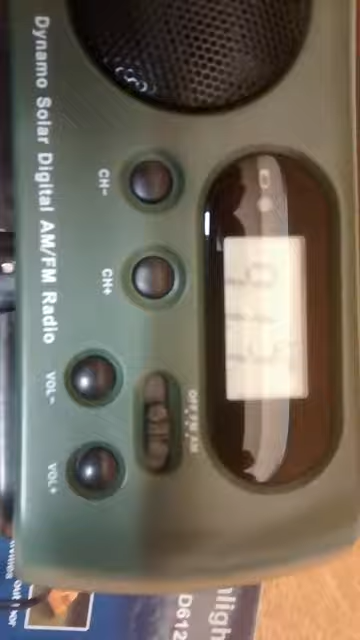 Dynamo Solar Digital AM/FM Radio
CH-
CH+
VOL-
VOL+
OFF FM AM
D612